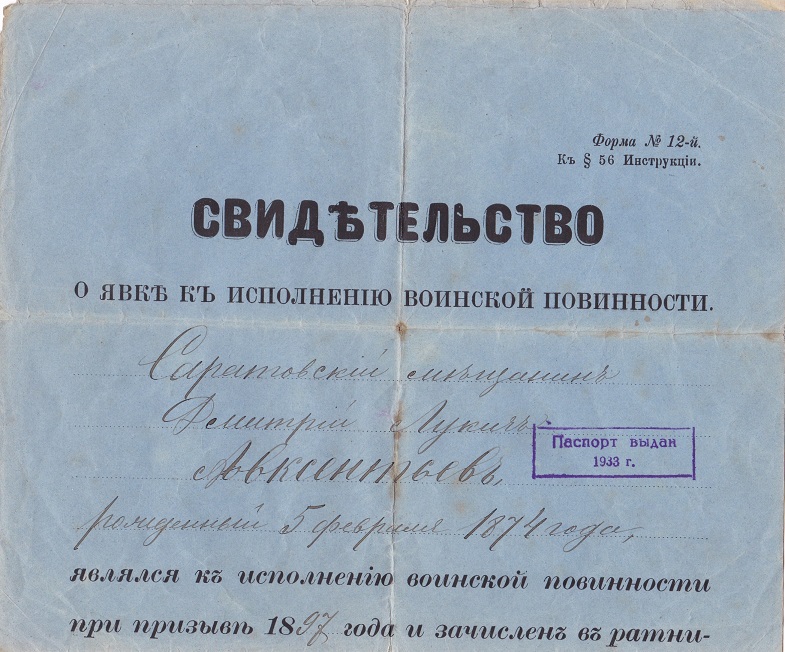 Форма № 12-й.
Къ § 56 Инструкціи.
СВИДѢТЕЛЬСТВО
О ЯВКѢ КЪ ИСПОЛНЕНІЮ ВОИНСКОЙ ПОВИННОСТИ.
Саратовскій мѣщанинъ
Дмитрій Лукичъ
Авксентьевъ
Паспорт выдан
1933 г.
рожденный 5 февраля 1874 года,
являлся къ исполненію воинской повинности
при призывѣ 1897 года и зачисленъ въ ратни-